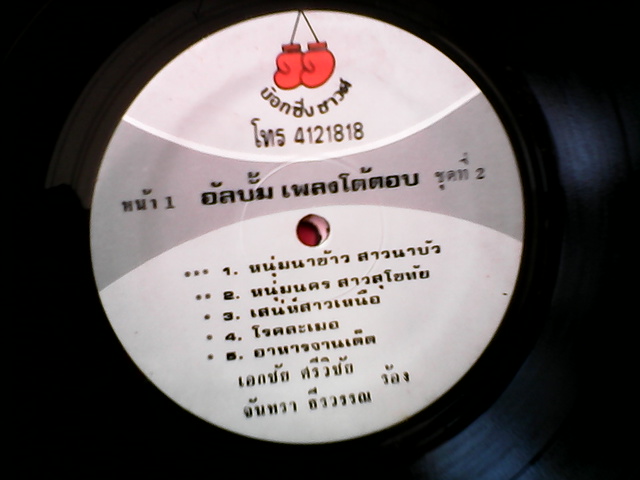 บ๊อกซิ่ง ซาวด์
โทร 4121818
หน้า 1 อัลบั้ม เพลงโต้ตอบ ชุดที่ 2
*** 1. หนุ่มนาข้าว สาวนาบัว
** 2. หนุ่มนคร สาวสุโขทัย
* 3. เสน่ห์สาวเหนือ
* 4. โรคละเมอ
* 5. อาหารจานเด็ด
เอกชัย ศรีวิชัย
จันทรา ธีรวรรณ ร้อง